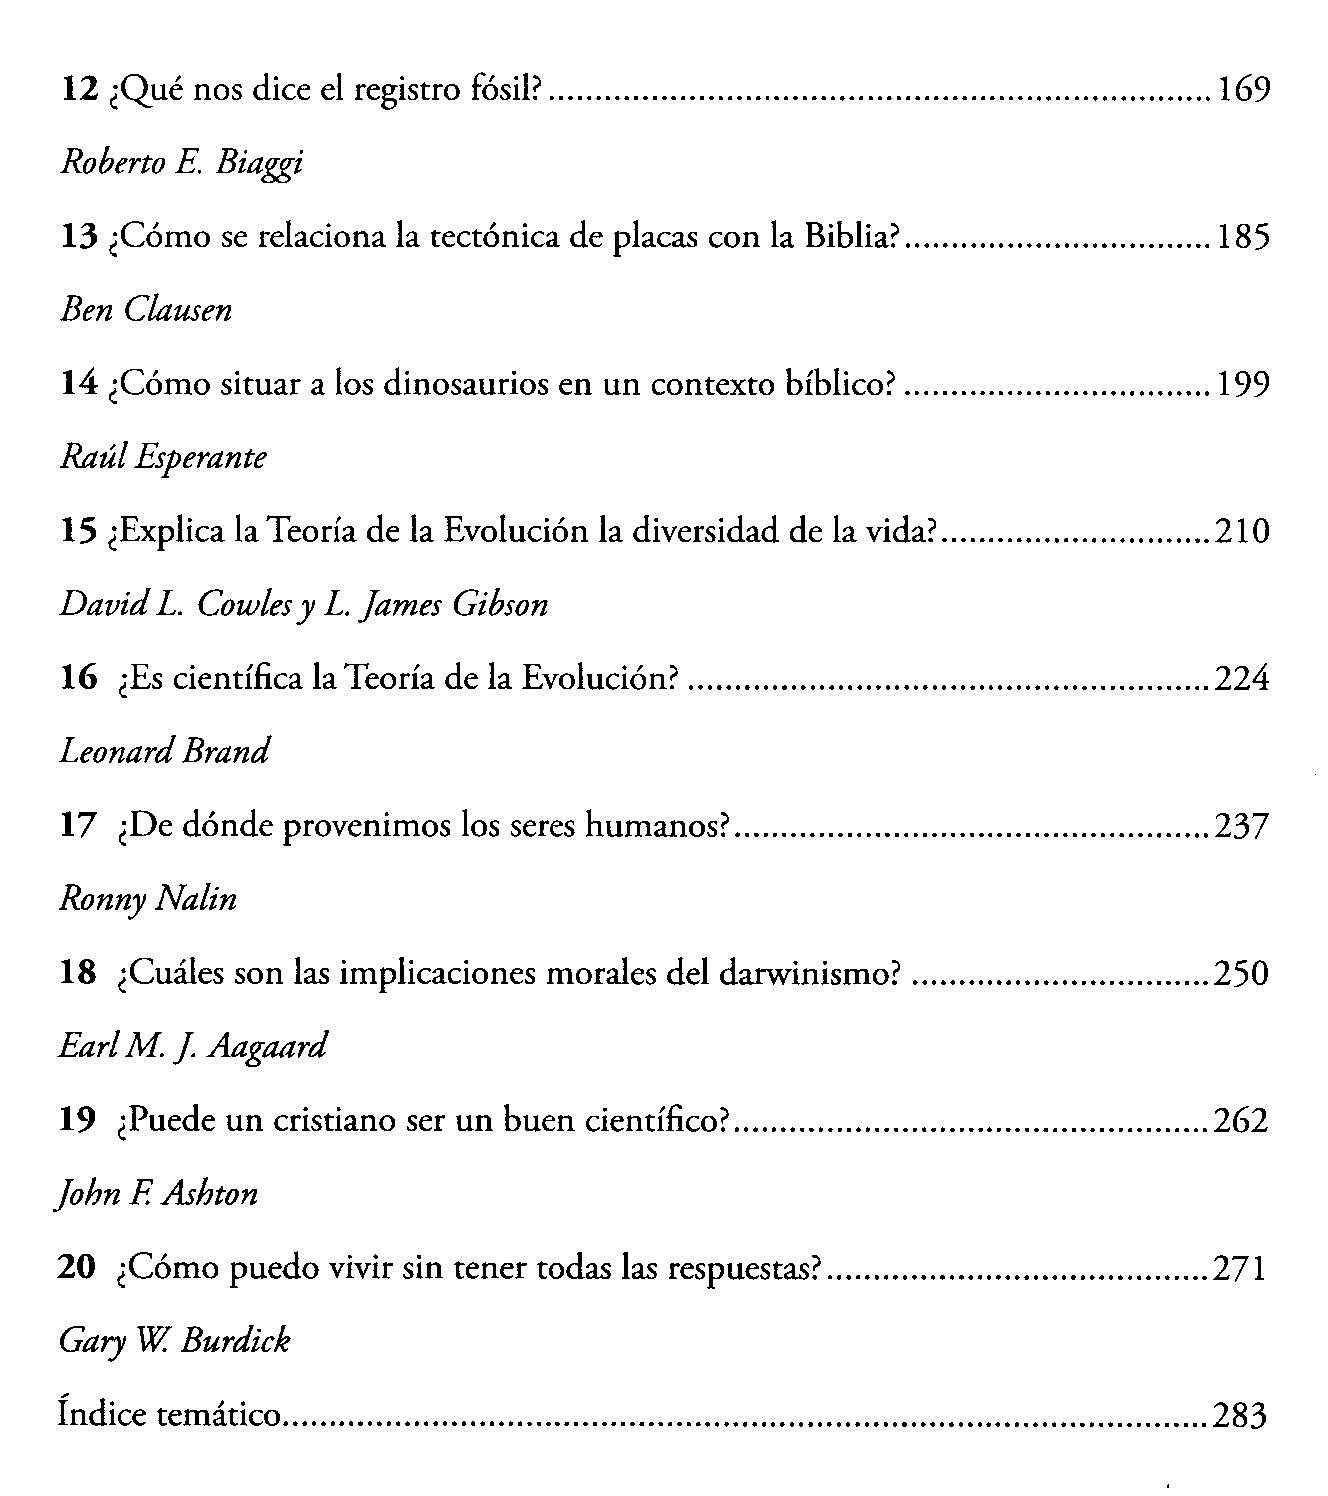 12 ¿Qué nos dice el registro fósil?.......................................................................169
Roberto E. Biaggi
13 ¿Cómo se relaciona la tectónica de placas con la Biblia?.................................185
Ben Clausen
14 ¿Cómo situar a los dinosaurios en un contexto bíblico?.................................199
Raúl Esperante
15 ¿Explica la Teoría de la Evolución la diversidad de la vida?.............................210
David L. Cowles y L. James Gibson
16 ¿Es científica la Teoría de la Evolución?........................................................224
Leonard Brand
17 ¿De dónde provenimos los seres humanos?...................................................237
Ronny Nalin
18 ¿Cuáles son las implicaciones morales del darwinismo?................................250
Earl M. J. Aagaard
19 ¿Puede un cristiano ser un buen científico?...................................................262
John F. Ashton
20 ¿Cómo puedo vivir sin tener todas las respuestas?.........................................271
Gary W. Burdick
Índice temático...................................................................................................283